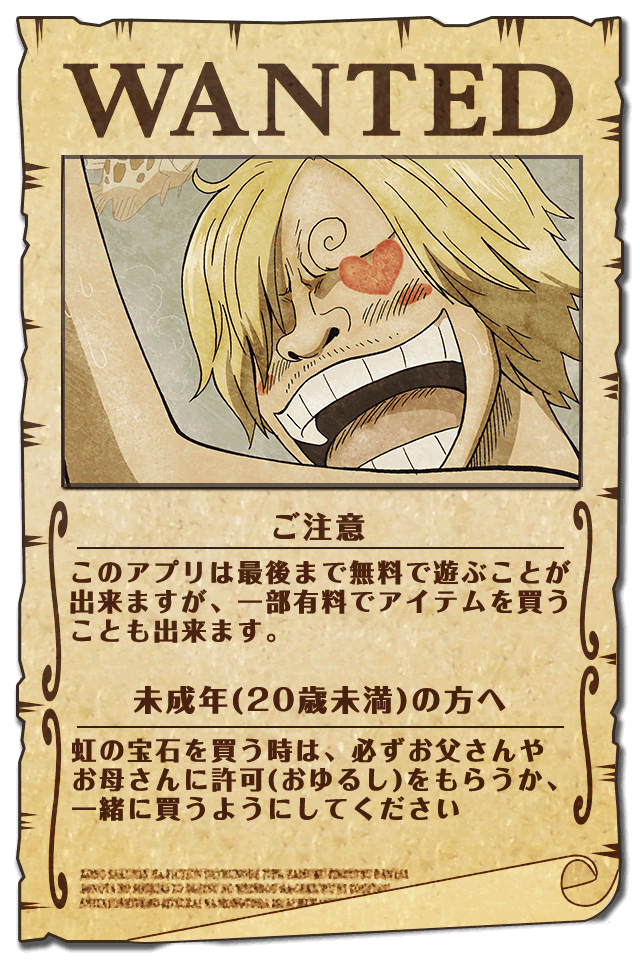 WANTED
ご注意
このアプリは最後まで無料で遊ぶことが
出来ますが、一部有料でアイテムを買う
ことも出来ます。
未成年(20歳未満)の方へ
虹の宝石を買う時は、必ずお父さんや
お母さんに許可(おゆるし)をもらうか、
一緒に買うようにしてください